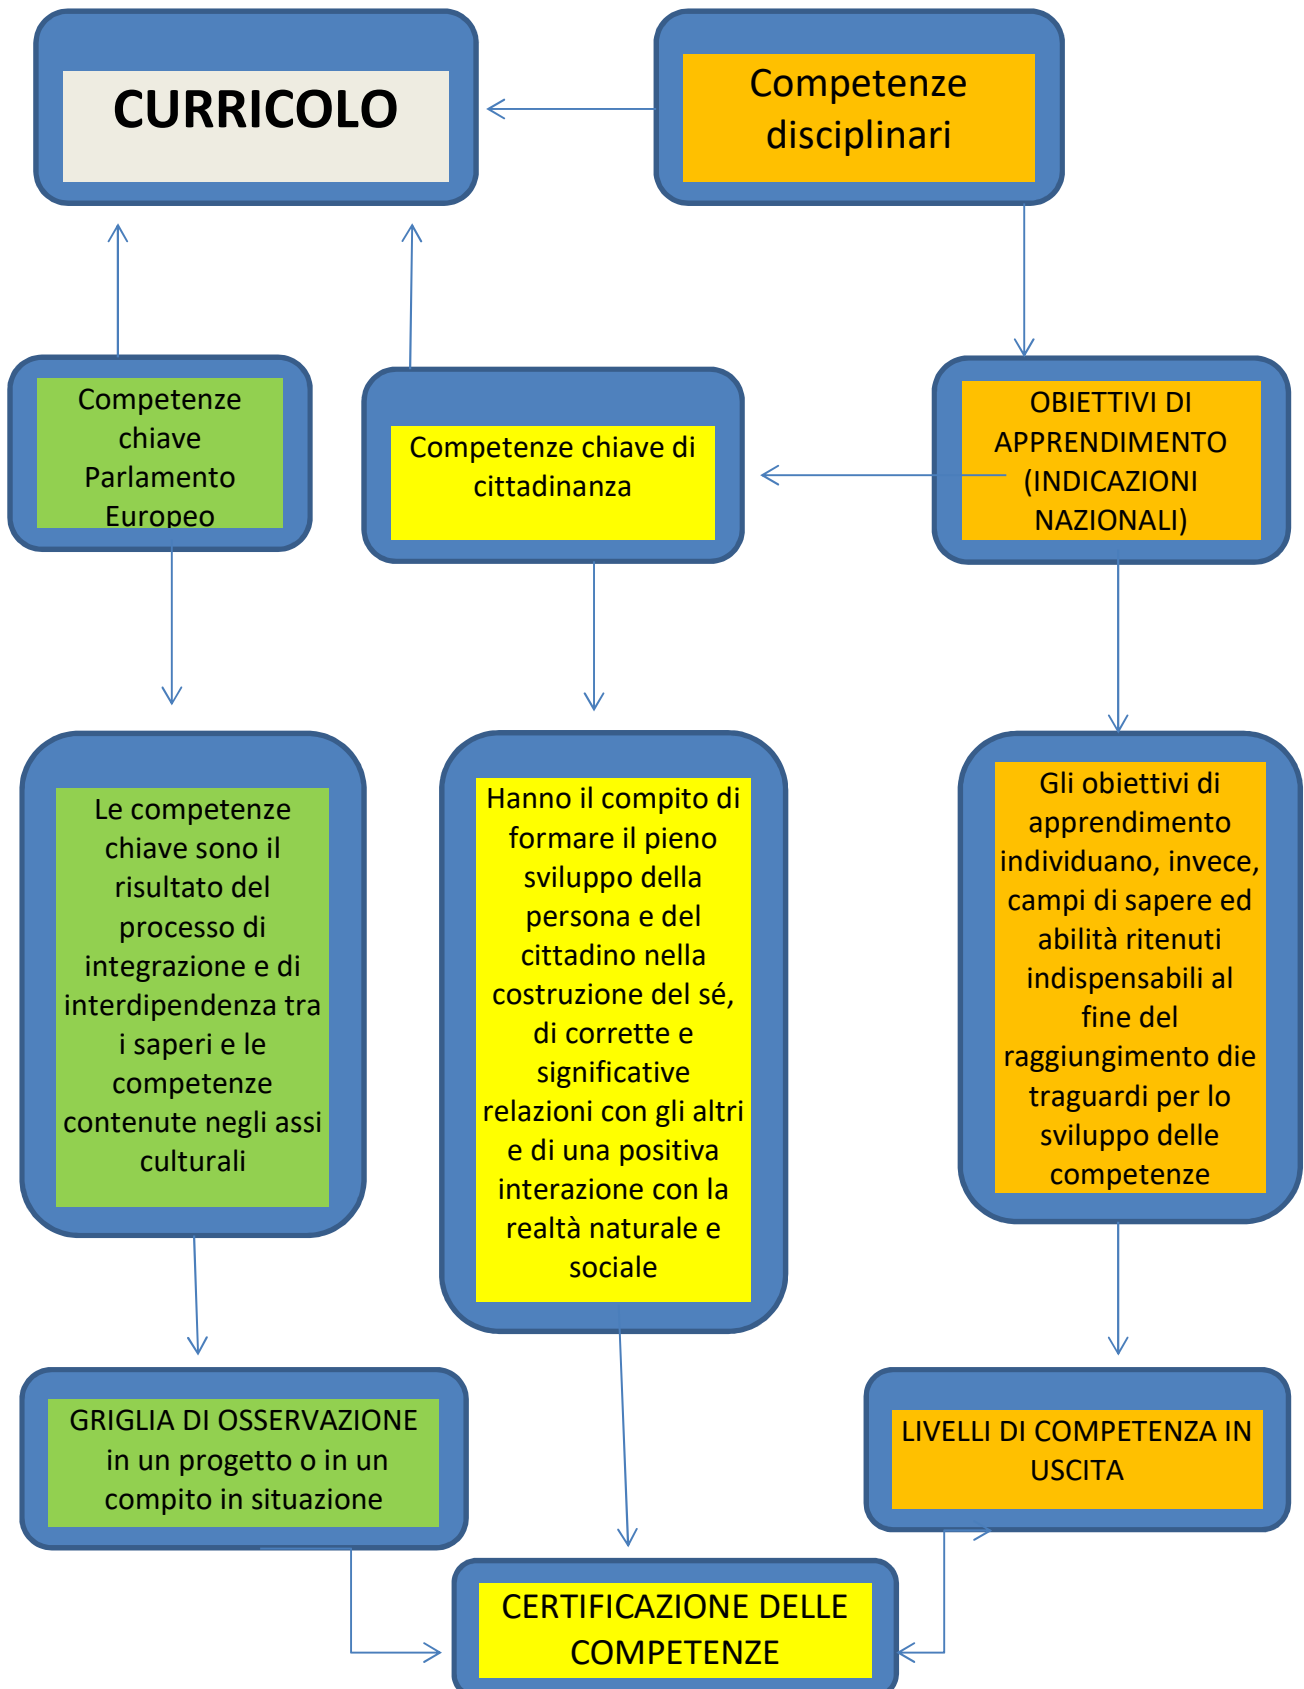 CURRICOLO
Competenze
disciplinari
Competenze
chiave
Parlamento
Europeo
Competenze chiave di
cittadinanza
OBIETTIVI DI
APPRENDIMENTO
(INDICAZIONI
NAZIONALI)
Le competenze
chiave sono il
risultato del
processo di
integrazione e di
interdipendenza tra
i saperi e le
competenze
contenute negli assi
culturali
Hanno il compito di
formare il pieno
sviluppo della
persona e del
cittadino nella
costruzione del sé,
di corrette e
significative
relazioni con gli altri
e di una positiva
interazione con la
realtà naturale e
sociale
Gli obiettivi di
apprendimento
individuano, invece,
campi di sapere ed
abilità ritenuti
indispensabili al
fine del
raggiungimento die
traguardi per lo
sviluppo delle
competenze
GRIGLIA DI OSSERVAZIONE
in un progetto o in un
compito in situazione
LIVELLI DI COMPETENZA IN
USCITA
CERTIFICAZIONE DELLE
COMPETENZE